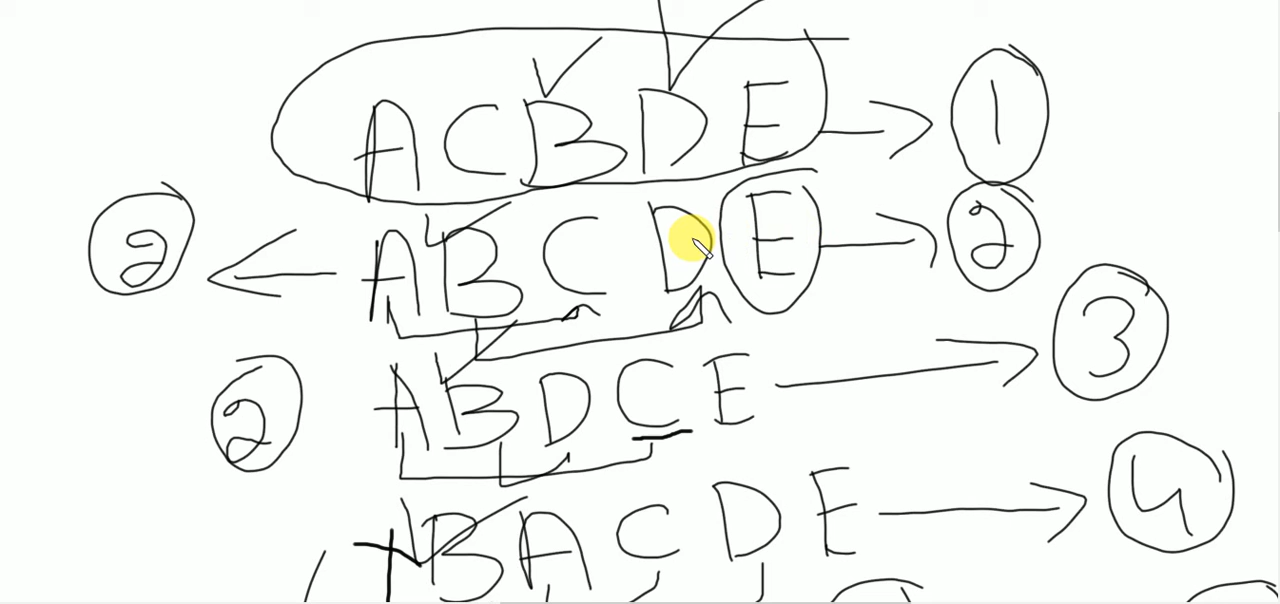 ACBDE → 1
2 ← ABCDE → 2
2 ABDCE → 3
BACDE → 4